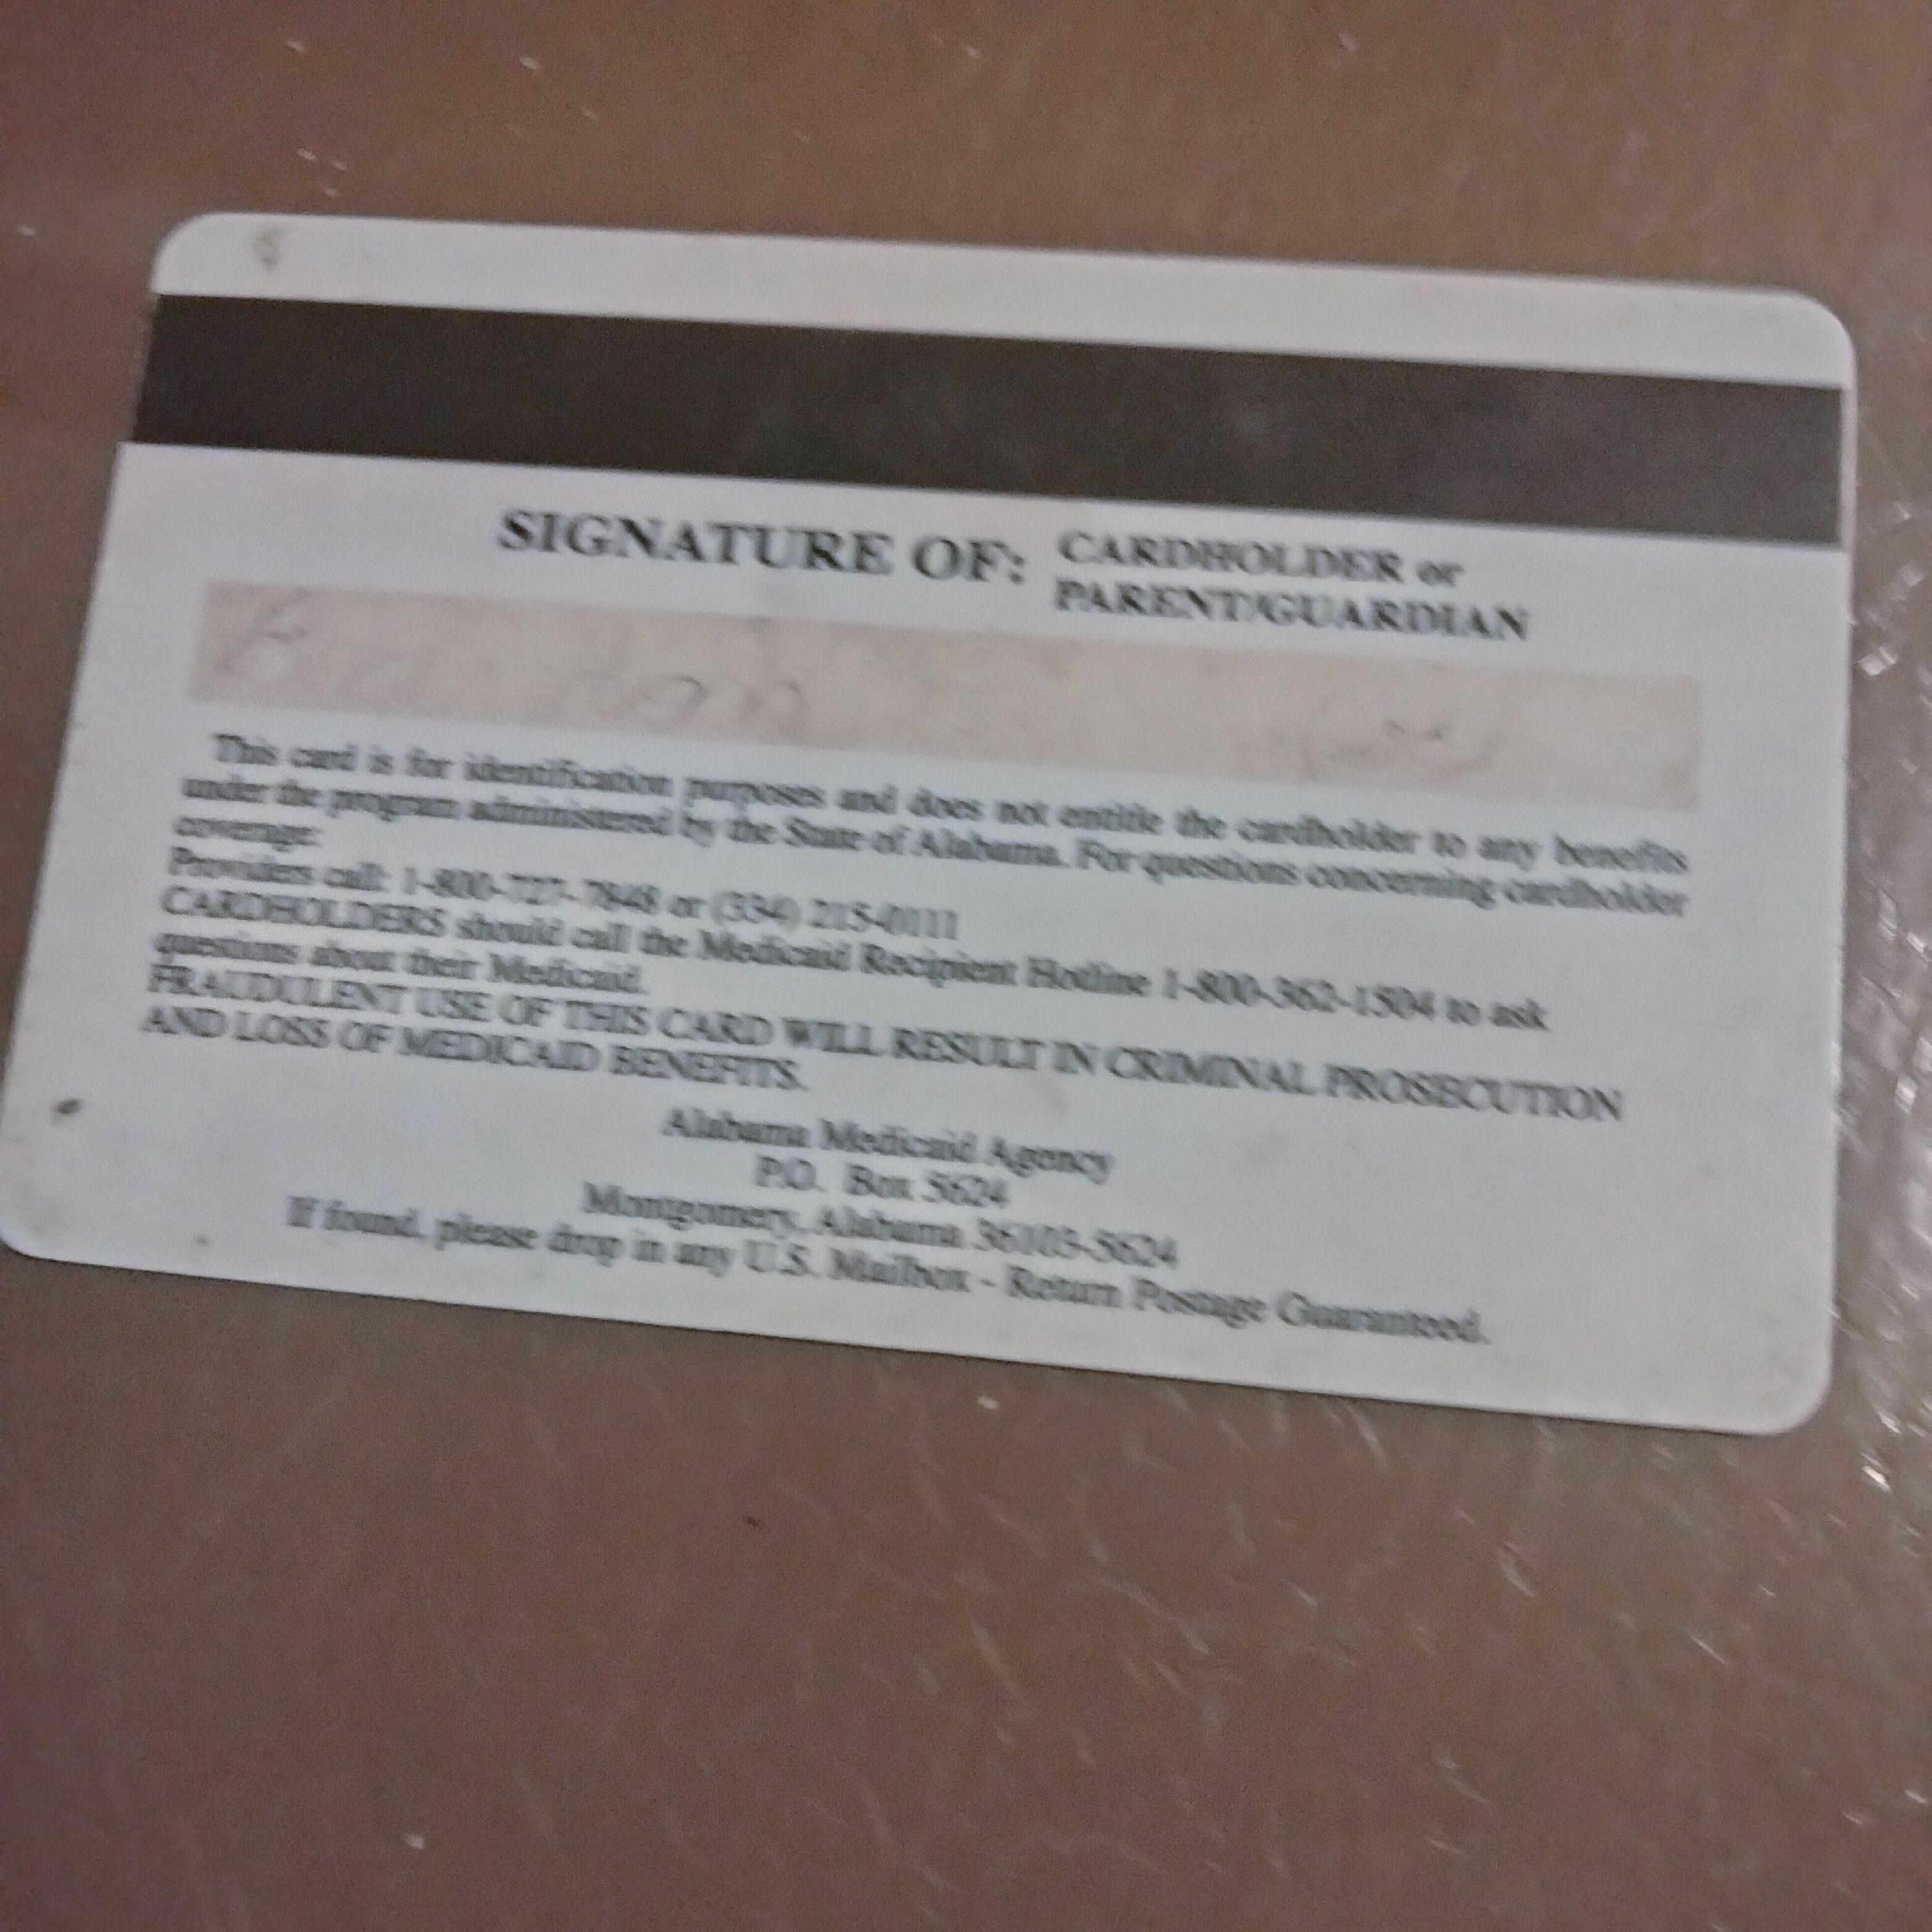 SIGNATURE OF: CARDHOLDER or
PARENT/GUARDIAN
This card is for identification purposes and does not entitle the cardholder to any benefits
under the program administered by the State of Alabama. For questions concerning cardholder
coverage:
Providers call: 1-800-727-7848 or (334) 215-0111
CARDHOLDERS should call the Medicaid Recipient Hotline 1-800-362-1504 to ask
questions about their Medicaid.
FRAUDULENT USE OF THIS CARD WILL RESULT IN CRIMINAL PROSECUTION
AND LOSS OF MEDICAID BENEFITS.
Alabama Medicaid Agency
P.O. Box 5624
Montgomery, Alabama 36103-5624
If found, please drop in any U.S. Mailbox - Return Postage Guaranteed.